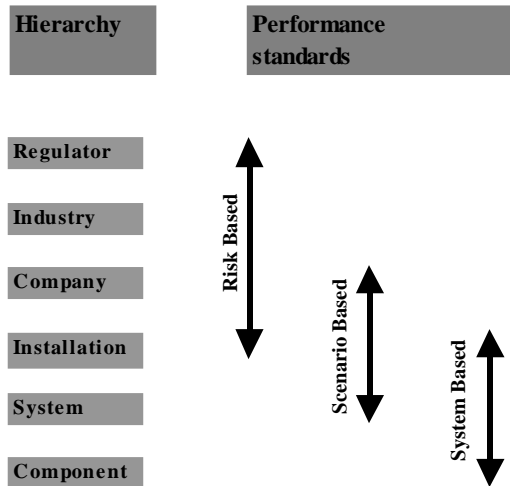 Hierarchy
Performance
standards
Regulator
Industry
Company
Installation
System
Component
Risk Based
Scenario Based
System Based